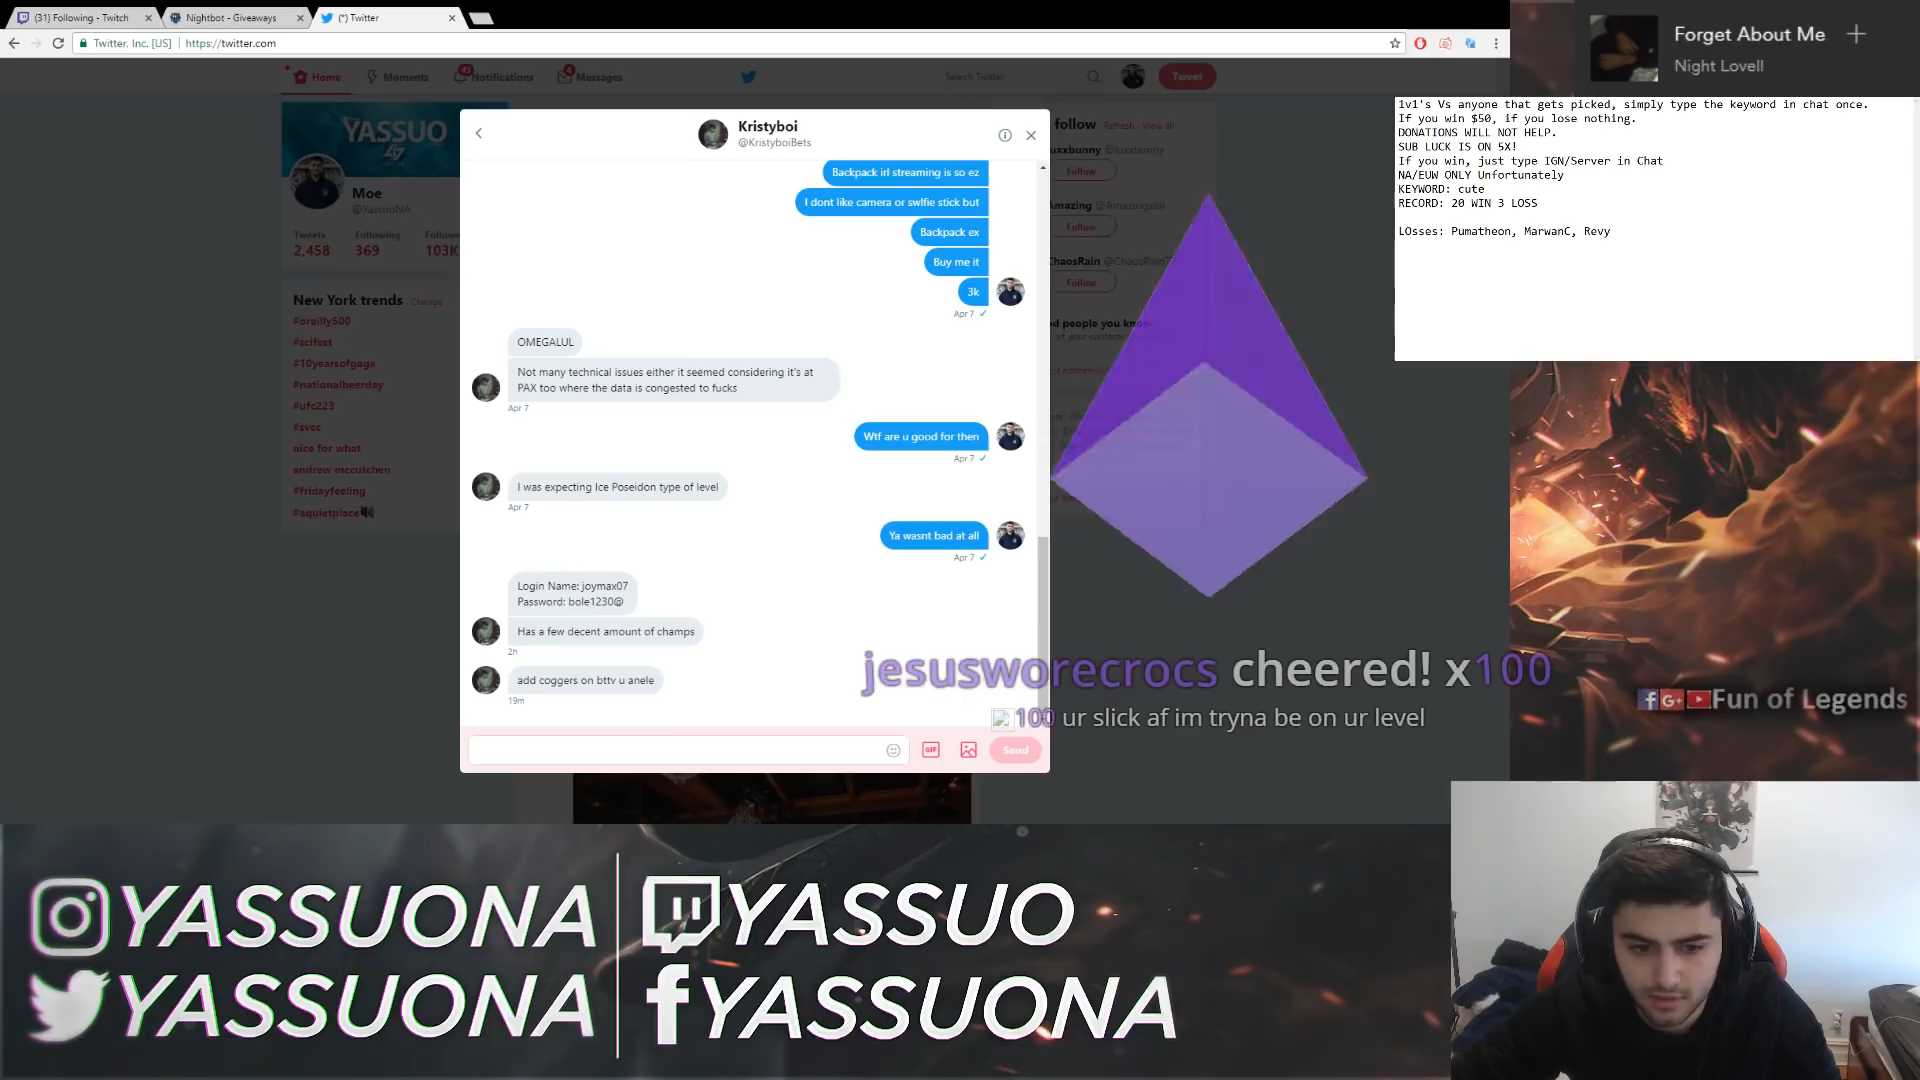 (31) Following - Twitch
Nightbot - Giveaways
(*) Twitter
Twitter, Inc. [US]
https://twitter.com
Home
Moments
43
Notifications
4
Messages
Search Twitter
Tweet
Forget About Me
Night Lovell
YASSUO
Moe
@YassuoNA
Tweets
Following
2,458
369
103K
New York trends
Change
#oreilly500
#scifest
#10yearsofgaga
#nationalbeerday
#ufc223
#svcc
nice for what
andrew mccutchen
#fridayfeeling
#aquietplace
Kristyboi
@KristyboiBets
Backpack irl streaming is so ez
I dont like camera or swlfie stick but
Backpack ex
Buy me it
3k
Apr 7
OMEGALUL
Not many technical issues either it seemed considering it's at
PAX too where the data is congested to fucks
Apr 7
Wtf are u good for then
Apr 7
I was expecting Ice Poseidon type of level
Apr 7
Ya wasnt bad at all
Apr 7
Login Name: joymax07
Password: bole1230@
Has a few decent amount of champs
2h
add coggers on bttv u anele
19m
GIF
Send
follow
Refresh
View all
Follow
Follow
ChaosRain
Follow
1v1's Vs anyone that gets picked, simply type the keyword in chat once.
If you win $50, if you lose nothing.
DONATIONS WILL NOT HELP.
SUB LUCK IS ON 5X!
If you win, just type IGN/Server in Chat
NA/EUW ONLY Unfortunately
KEYWORD: cute
RECORD: 20 WIN 3 LOSS
LOsses: Pumatheon, MarwanC, Revy
jesusworecrocs cheered! x100
100 ur slick af im tryna be on ur level
Fun of Legends
YASSUONA
YASSUO
YASSUONA
YASSUONA